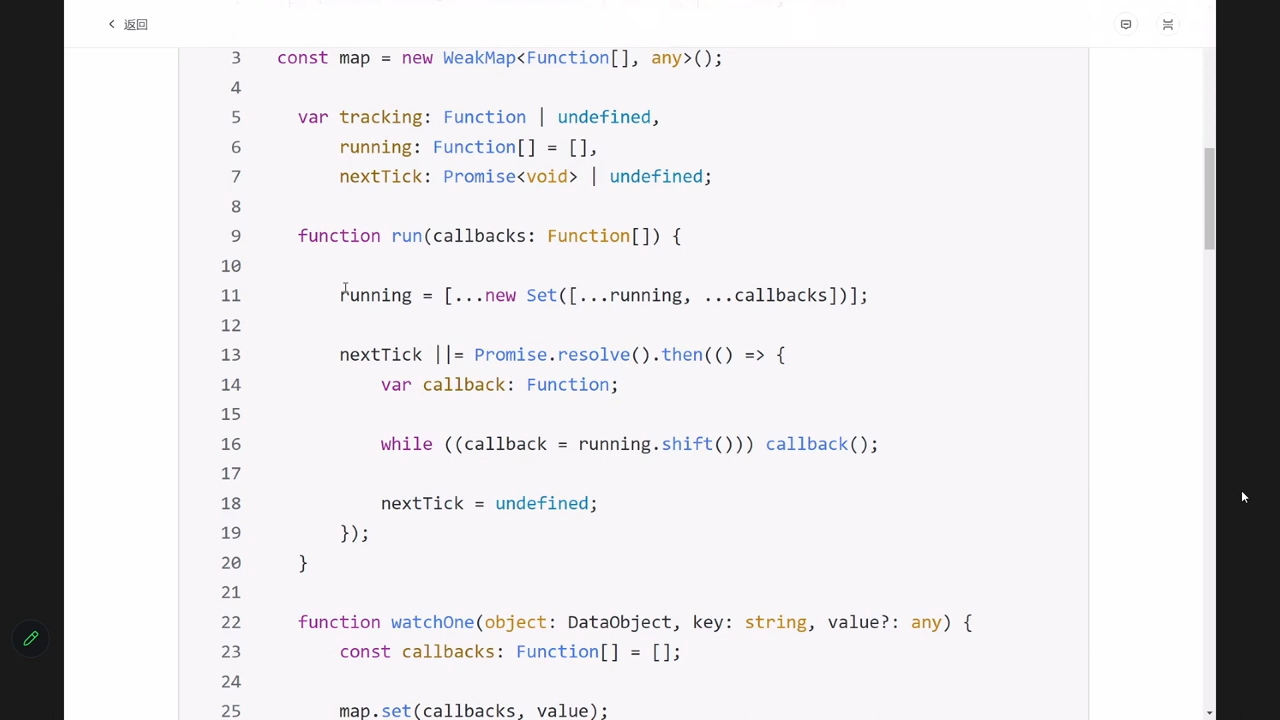 返回
3 const map = new WeakMap<Function[], any>();
4
5 var tracking: Function | undefined,
6 running: Function[] = [],
7 nextTick: Promise<void> | undefined;
8
9 function run(callbacks: Function[]) {
10
11 running = [...new Set([...running, ...callbacks])];
12
13 nextTick ||= Promise.resolve().then(() => {
14 var callback: Function;
15
16 while ((callback = running.shift())) callback();
17
18 nextTick = undefined;
19 });
20 }
21
22 function watchOne(object: DataObject, key: string, value?: any) {
23 const callbacks: Function[] = [];
24
25 map.set(callbacks, value);